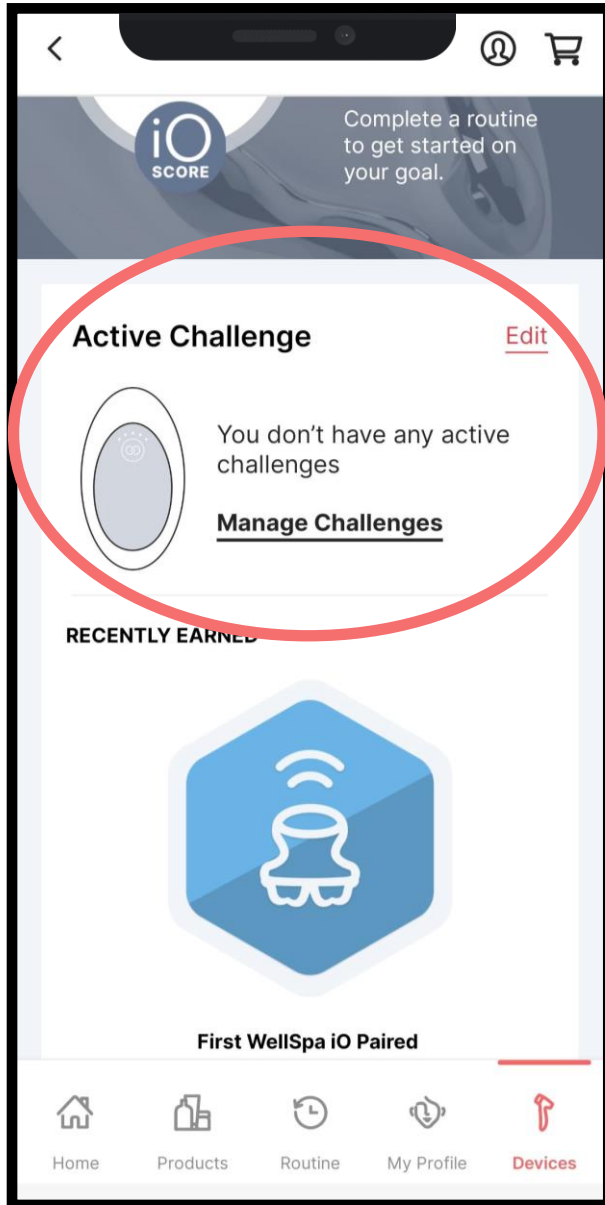 iO
SCORE
Complete a routine
to get started on
your goal.
Active Challenge
Edit
You don’t have any active
challenges
Manage Challenges
RECENTLY EARNED
First WellSpa iO Paired
Home
Products
Routine
My Profile
Devices